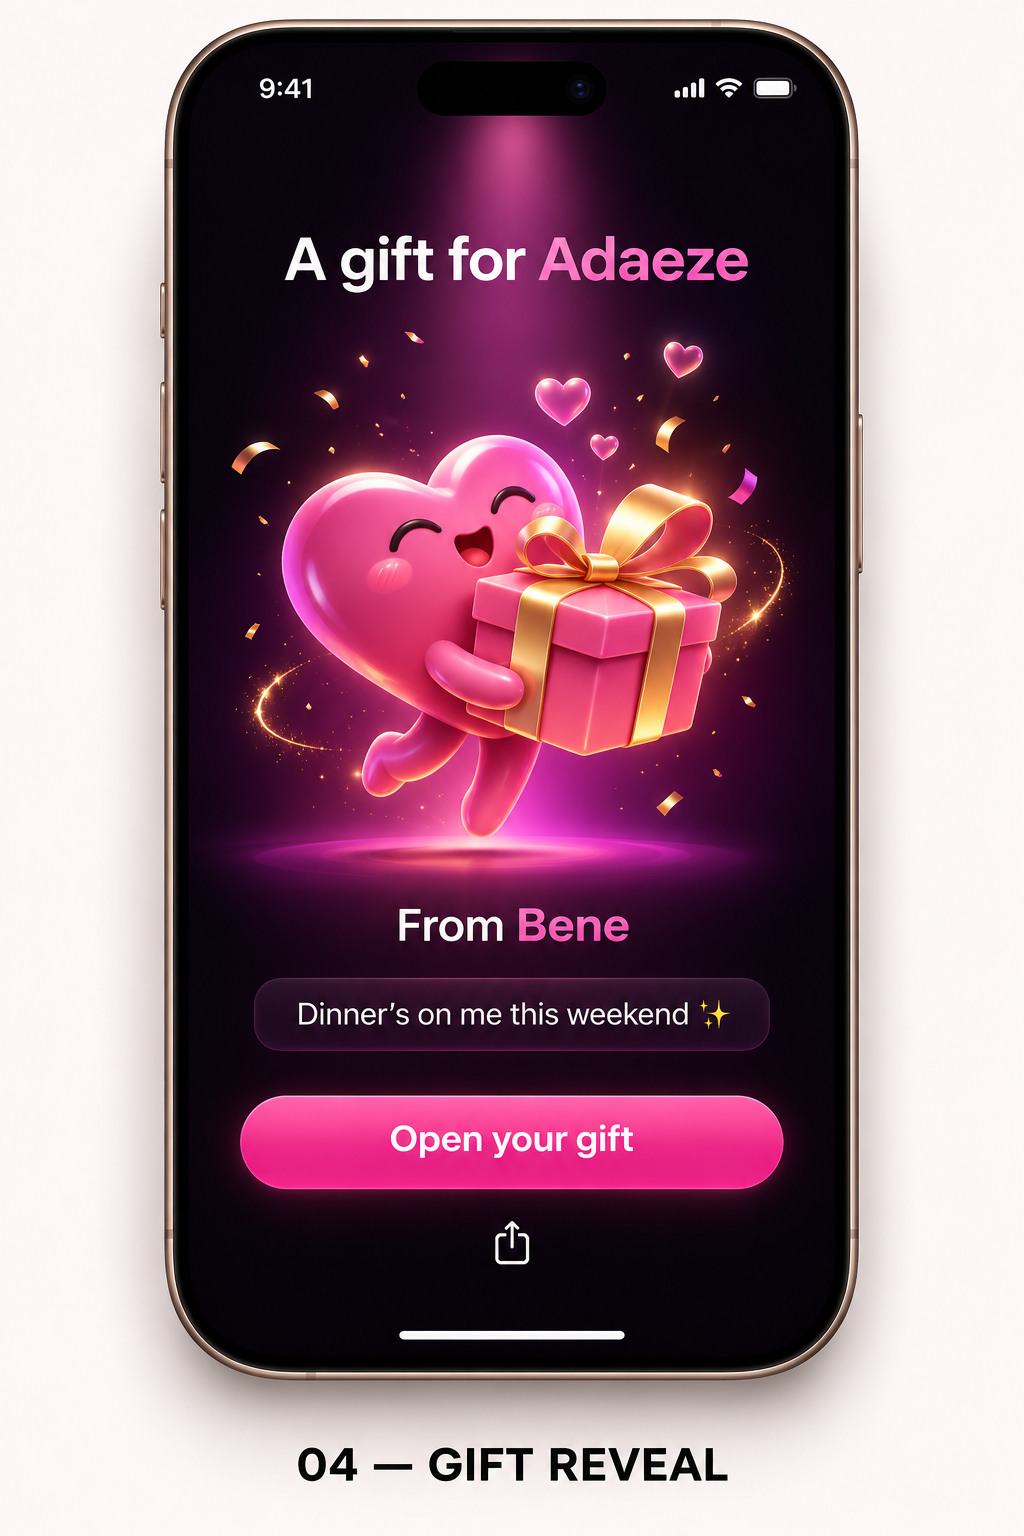 9:41
A gift for Adaeze
From Bene
Dinner’s on me this weekend ✨
Open your gift
04 — GIFT REVEAL